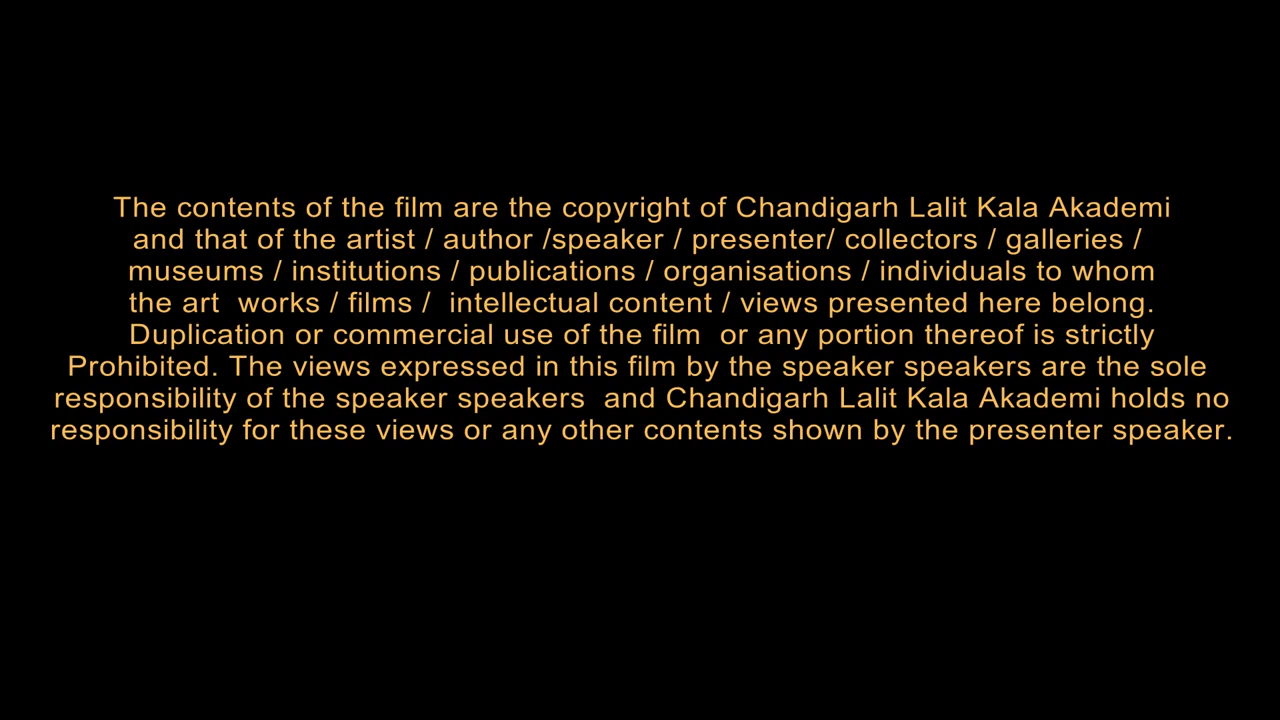 The contents of the film are the copyright of Chandigarh Lalit Kala Akademi
and that of the artist / author /speaker / presenter/ collectors / galleries /
museums / institutions / publications / organisations / individuals to whom
the art  works / films /  intellectual content / views presented here belong.
Duplication or commercial use of the film  or any portion thereof is strictly
Prohibited. The views expressed in this film by the speaker speakers are the sole
responsibility of the speaker speakers  and Chandigarh Lalit Kala Akademi holds no
responsibility for these views or any other contents shown by the presenter speaker.